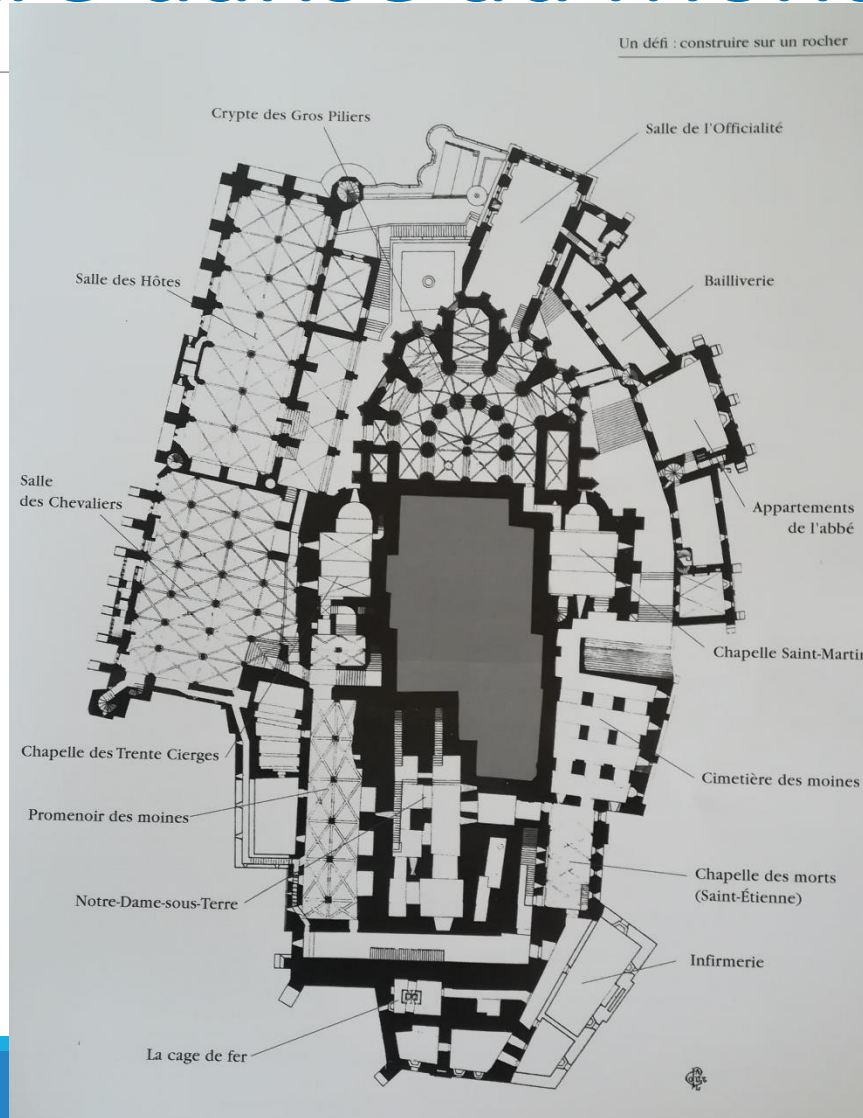 Un défi : construire sur un rocher
Crypte des Gros Piliers
Salle de l'Officialité
Salle des Hôtes
Bailliverie
Salle
des Chevaliers
Appartements
de l'abbé
Chapelle Saint-Martin
Chapelle des Trente Cierges
Cimetière des moines
Promenoir des moines
Chapelle des morts
(Saint-Étienne)
Notre-Dame-sous-Terre
Infirmerie
La cage de fer